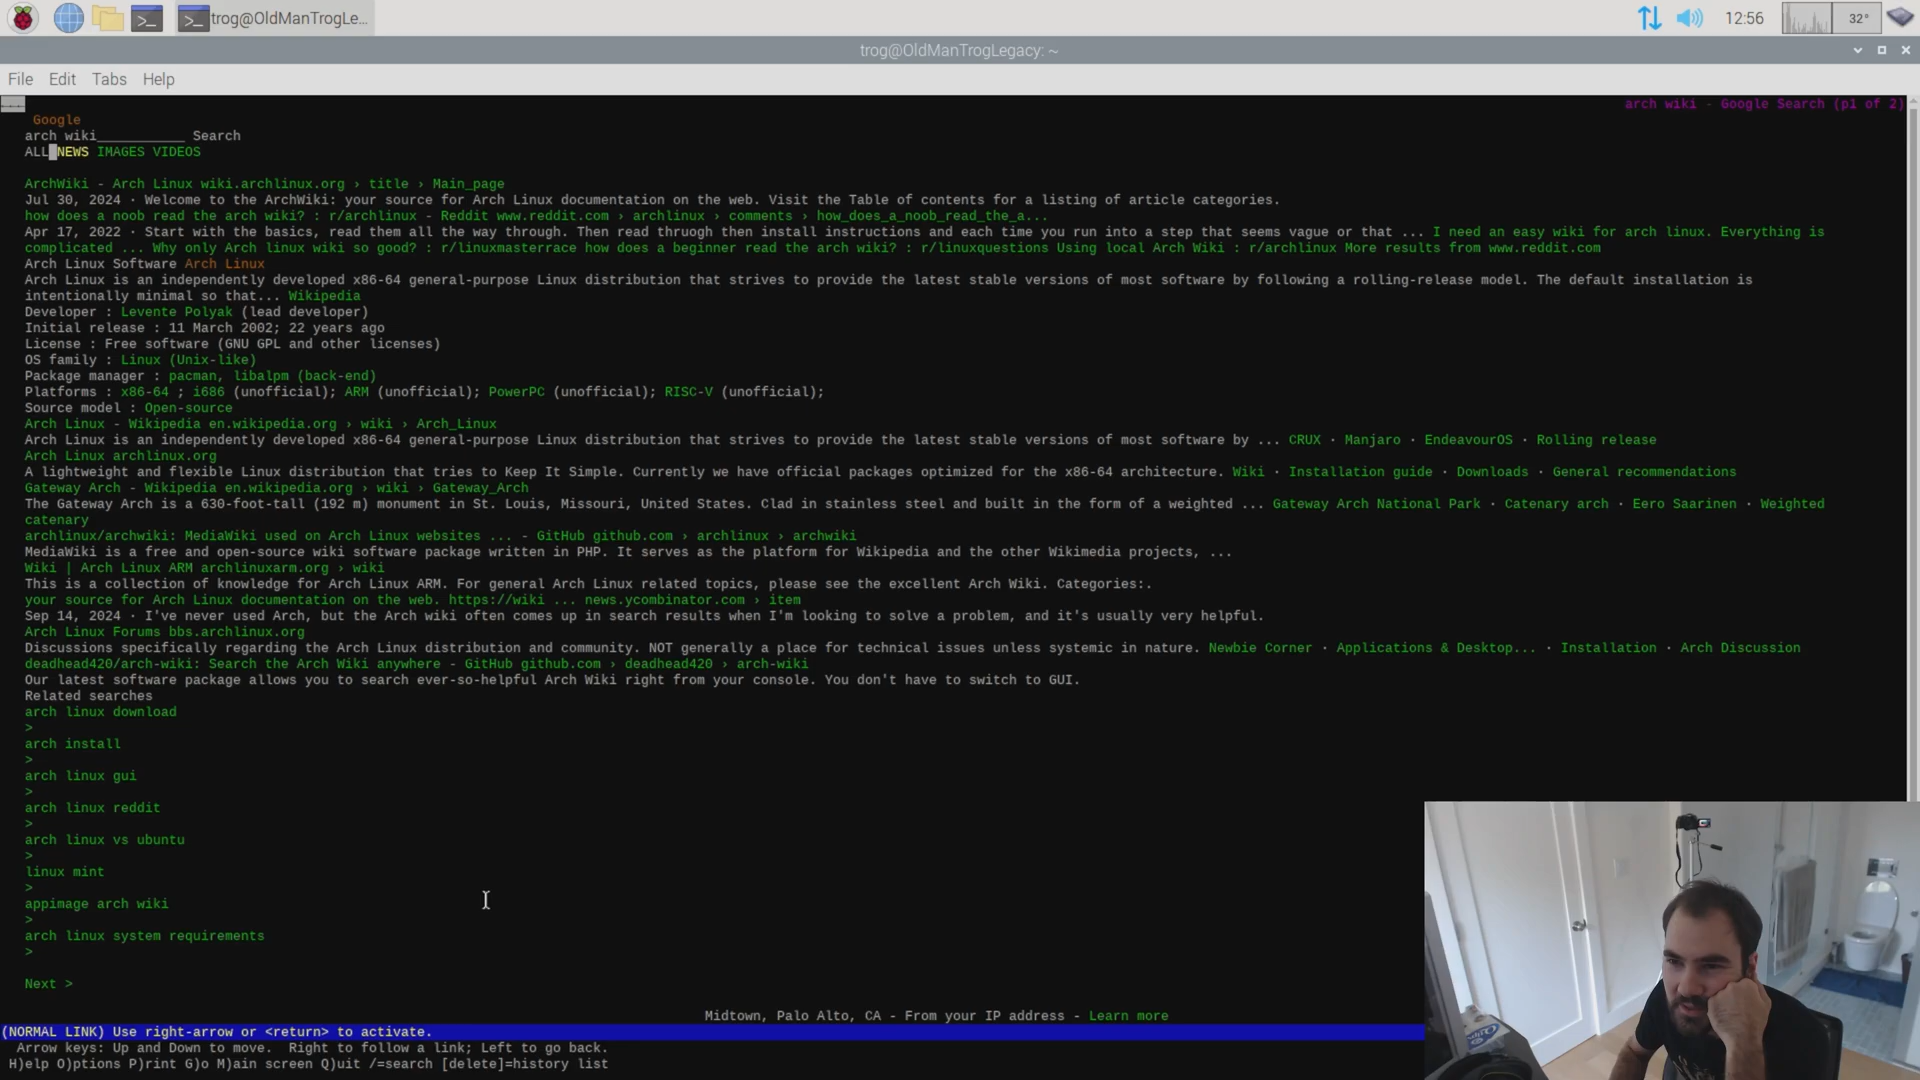 trog@OldManTrogLe...
12:56
32°
trog@OldManTrogLegacy: ~
File Edit Tabs Help
arch wiki - Google Search (p1 of 2)
Google
arch wiki___________ Search
ALL NEWS IMAGES VIDEOS
ArchWiki - Arch Linux wiki.archlinux.org › title › Main_page
Jul 30, 2024 · Welcome to the ArchWiki: your source for Arch Linux documentation on the web. Visit the Table of contents for a listing of article categories.
how does a noob read the arch wiki? : r/archlinux - Reddit www.reddit.com › archlinux › comments › how_does_a_noob_read_the_a...
Apr 17, 2022 · Start with the basics, read them all the way through. Then read thruogh then install instructions and each time you run into a step that seems vague or that ... I need an easy wiki for arch linux. Everything is
complicated ... Why only Arch linux wiki so good? : r/linuxmasterrace how does a beginner read the arch wiki? : r/linuxquestions Using local Arch Wiki : r/archlinux More results from www.reddit.com
Arch Linux Software Arch Linux
Arch Linux is an independently developed x86-64 general-purpose Linux distribution that strives to provide the latest stable versions of most software by following a rolling-release model. The default installation is
intentionally minimal so that... Wikipedia
Developer : Levente Polyak (lead developer)
Initial release : 11 March 2002; 22 years ago
License : Free software (GNU GPL and other licenses)
OS family : Linux (Unix-like)
Package manager : pacman, libalpm (back-end)
Platforms : x86-64 ; i686 (unofficial); ARM (unofficial); PowerPC (unofficial); RISC-V (unofficial);
Source model : Open-source
Arch Linux - Wikipedia en.wikipedia.org › wiki › Arch_Linux
Arch Linux is an independently developed x86-64 general-purpose Linux distribution that strives to provide the latest stable versions of most software by ... CRUX · Manjaro · EndeavourOS · Rolling release
Arch Linux archlinux.org
A lightweight and flexible Linux distribution that tries to Keep It Simple. Currently we have official packages optimized for the x86-64 architecture. Wiki · Installation guide · Downloads · General recommendations
Gateway Arch - Wikipedia en.wikipedia.org › wiki › Gateway_Arch
The Gateway Arch is a 630-foot-tall (192 m) monument in St. Louis, Missouri, United States. Clad in stainless steel and built in the form of a weighted ... Gateway Arch National Park · Catenary arch · Eero Saarinen · Weighted
catenary
archlinux/archwiki: MediaWiki used on Arch Linux websites ... - GitHub github.com › archlinux › archwiki
MediaWiki is a free and open-source wiki software package written in PHP. It serves as the platform for Wikipedia and the other Wikimedia projects, ...
Wiki | Arch Linux ARM archlinuxarm.org › wiki
This is a collection of knowledge for Arch Linux ARM. For general Arch Linux related topics, please see the excellent Arch Wiki. Categories:.
your source for Arch Linux documentation on the web. https://wiki ... news.ycombinator.com › item
Sep 14, 2024 · I've never used Arch, but the Arch wiki often comes up in search results when I'm looking to solve a problem, and it's usually very helpful.
Arch Linux Forums bbs.archlinux.org
Discussions specifically regarding the Arch Linux distribution and community. NOT generally a place for technical issues unless systemic in nature. Newbie Corner · Applications & Desktop... · Installation · Arch Discussion
deadhead420/arch-wiki: Search the Arch Wiki anywhere - GitHub github.com › deadhead420 › arch-wiki
Our latest software package allows you to search ever-so-helpful Arch Wiki right from your console. You don't have to switch to GUI.
Related searches
arch linux download
>
arch install
>
arch linux gui
>
arch linux reddit
>
arch linux vs ubuntu
>
linux mint
>
appimage arch wiki
>
arch linux system requirements
>
Next >
Midtown, Palo Alto, CA - From your IP address - Learn more
(NORMAL LINK) Use right-arrow or <return> to activate.
Arrow keys: Up and Down to move. Right to follow a link; Left to go back.
H)elp O)ptions P)rint G)o M)ain screen Q)uit /=search [delete]=history list